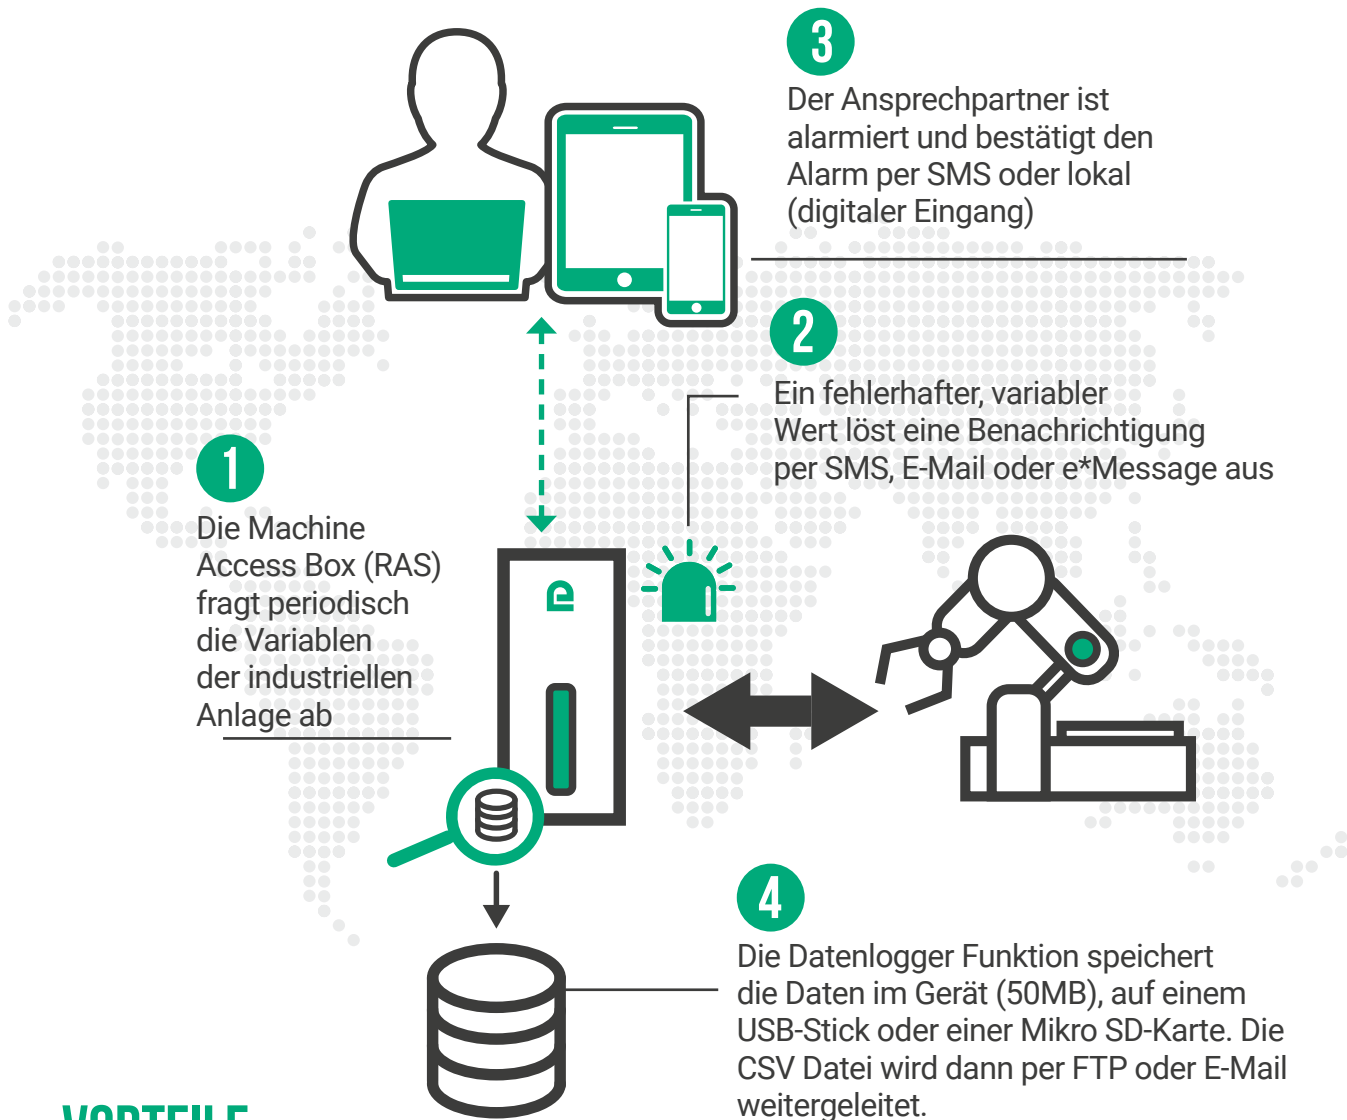 3
Der Ansprechpartner ist
alarmiert und bestätigt den
Alarm per SMS oder lokal
(digitaler Eingang)
2
Ein fehlerhafter, variabler
Wert löst eine Benachrichtigung
per SMS, E-Mail oder e*Message aus
1
Die Machine
Access Box (RAS)
fragt periodisch
die Variablen
der industriellen
Anlage ab
4
Die Datenlogger Funktion speichert
die Daten im Gerät (50MB), auf einem
USB-Stick oder einer Mikro SD-Karte. Die
CSV Datei wird dann per FTP oder E-Mail
weitergeleitet.
VORTEILE